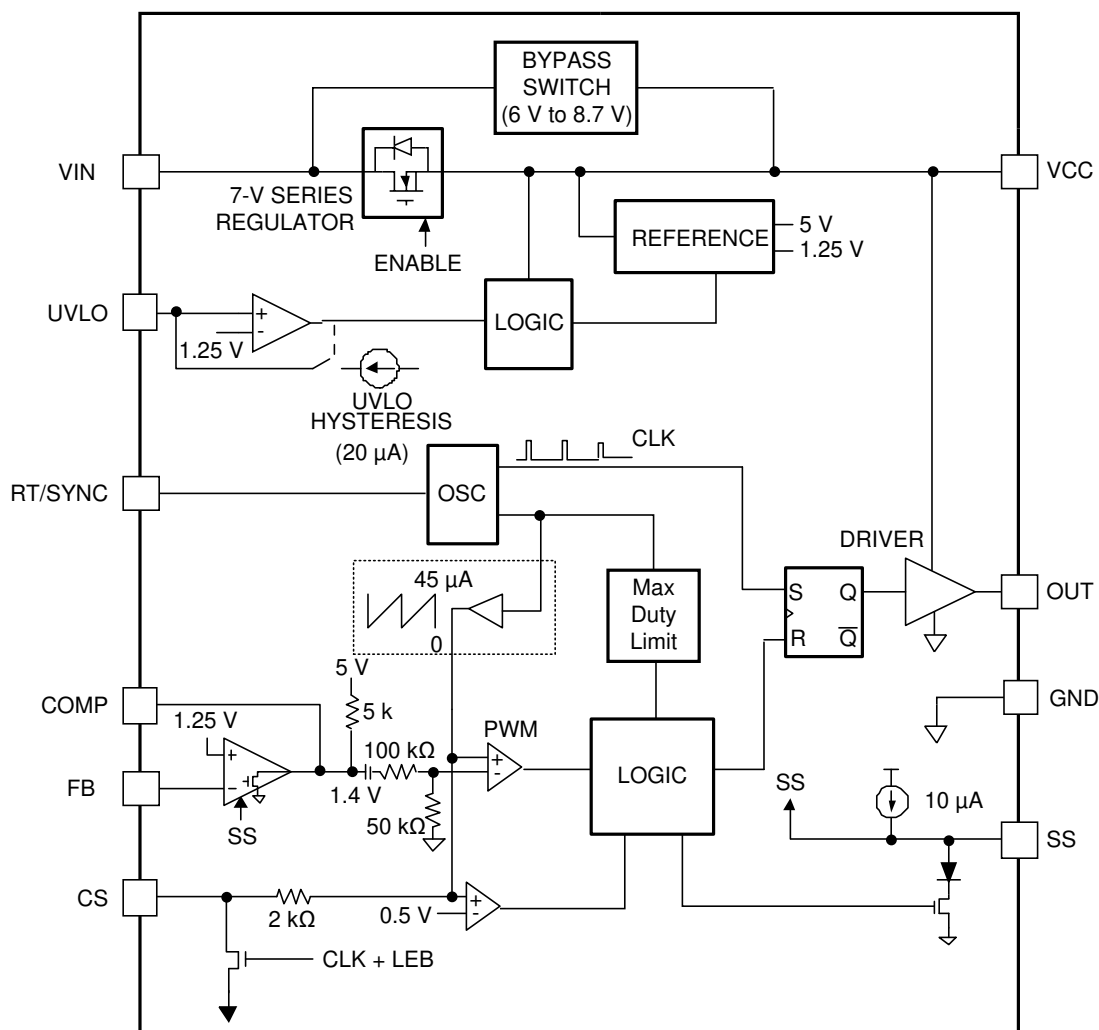 BYPASS
SWITCH
(6 V to 8.7 V)
VIN
VCC
7-V SERIES
REGULATOR
ENABLE
REFERENCE
5 V
1.25 V
UVLO
+
-
1.25 V
LOGIC
UVLO
HYSTERESIS
(20 μA)
CLK
RT/SYNC
OSC
DRIVER
45 μA
0
Max
Duty
Limit
S
Q
R
Q̅
OUT
5 V
COMP
1.25 V
5 k
GND
PWM
+
-
100 kΩ
+
-
LOGIC
FB
1.4 V
SS
10 μA
SS
50 kΩ
SS
CS
2 kΩ
0.5 V
+
-
CLK + LEB